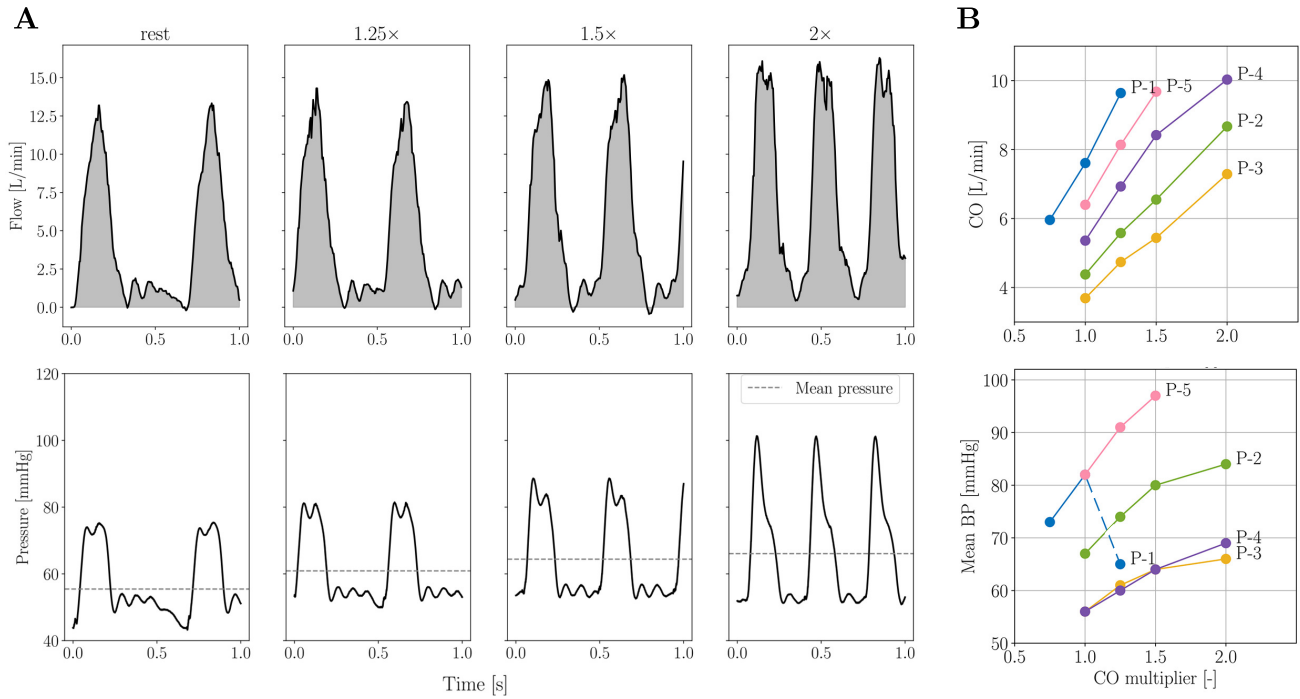 A
B
rest
1.25×
1.5×
2×
15.0
12.5
10.0
7.5
5.0
2.5
0.0
Flow [L/min]
0.0 0.5 1.0
0.0 0.5 1.0
0.0 0.5 1.0
0.0 0.5 1.0
120
100
80
60
40
Pressure [mmHg]
Mean pressure
0.0 0.5 1.0
0.0 0.5 1.0
0.0 0.5 1.0
0.0 0.5 1.0
Time [s]
10
8
6
4
CO [L/min]
P-1
P-5
P-4
P-2
P-3
0.5 1.0 1.5 2.0
100
90
80
70
60
50
Mean BP [mmHg]
P-5
P-2
P-4
P-3
P-1
0.5 1.0 1.5 2.0
CO multiplier [-]